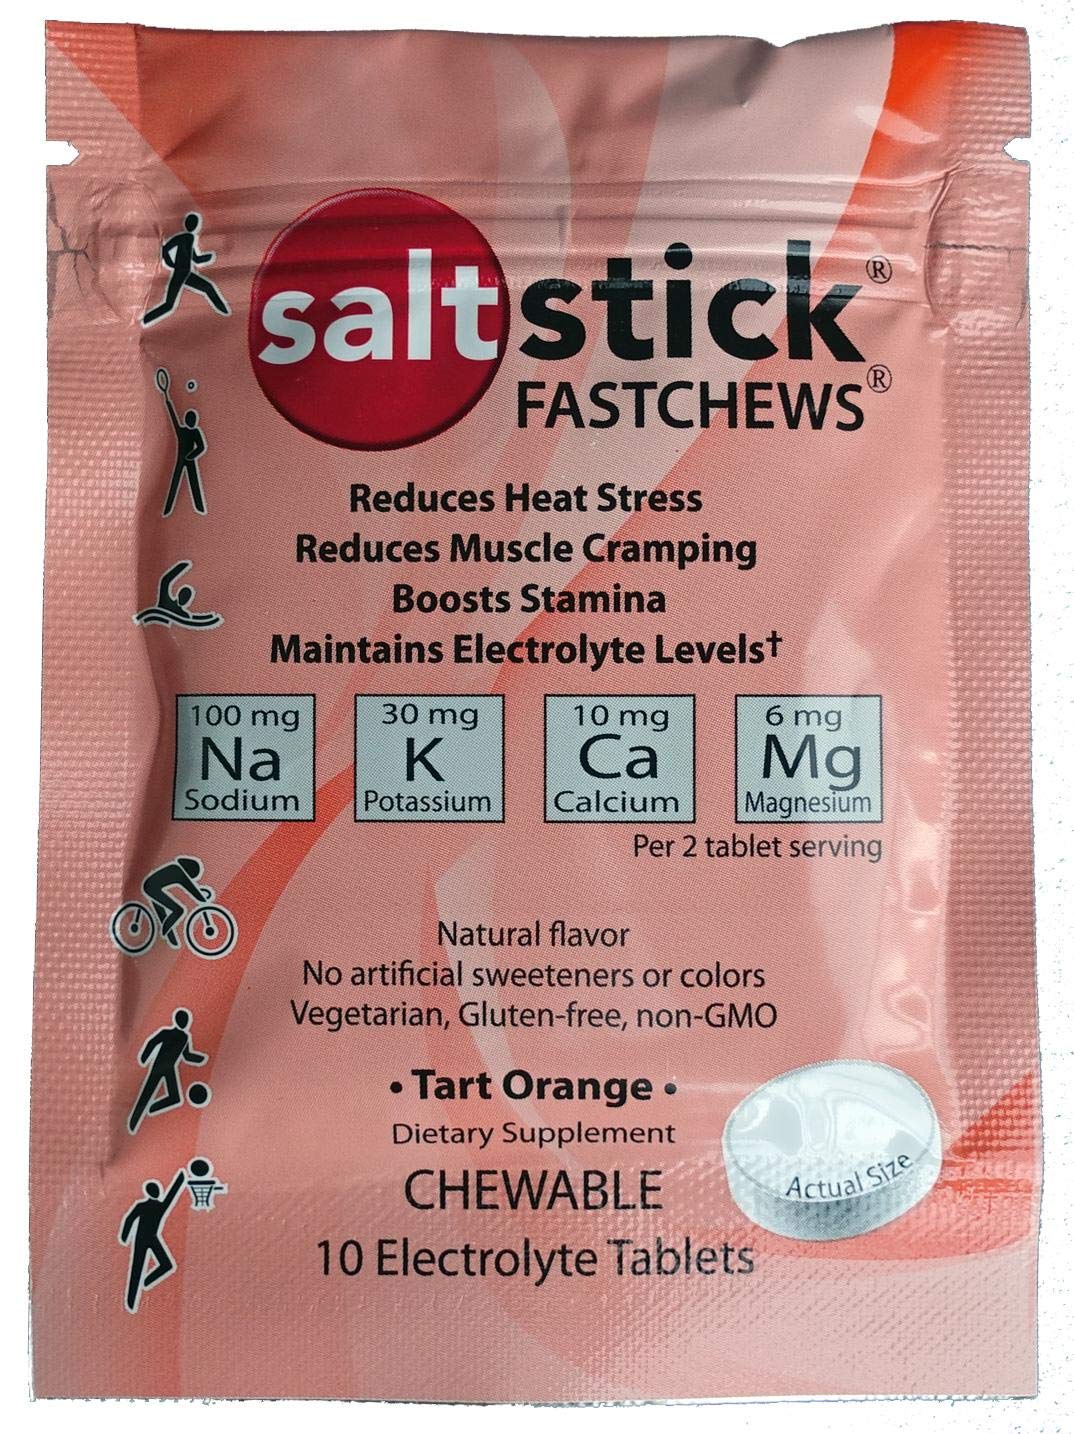 saltstick®
FASTCHEWS®
Reduces Heat Stress
Reduces Muscle Cramping
Boosts Stamina
Maintains Electrolyte Levels†
100 mg
Na
Sodium
30 mg
K
Potassium
10 mg
Ca
Calcium
6 mg
Mg
Magnesium
Per 2 tablet serving
Natural flavor
No artificial sweeteners or colors
Vegetarian, Gluten-free, non-GMO
• Tart Orange •
Dietary Supplement
CHEWABLE
10 Electrolyte Tablets
Actual Size